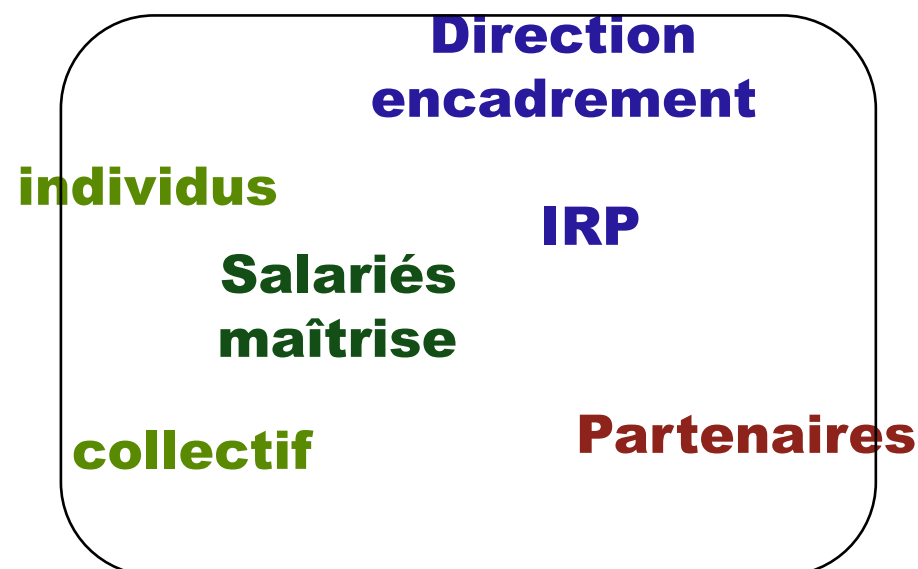 Direction
encadrement
individus
IRP
Salariés
maîtrise
Partenaires
collectif